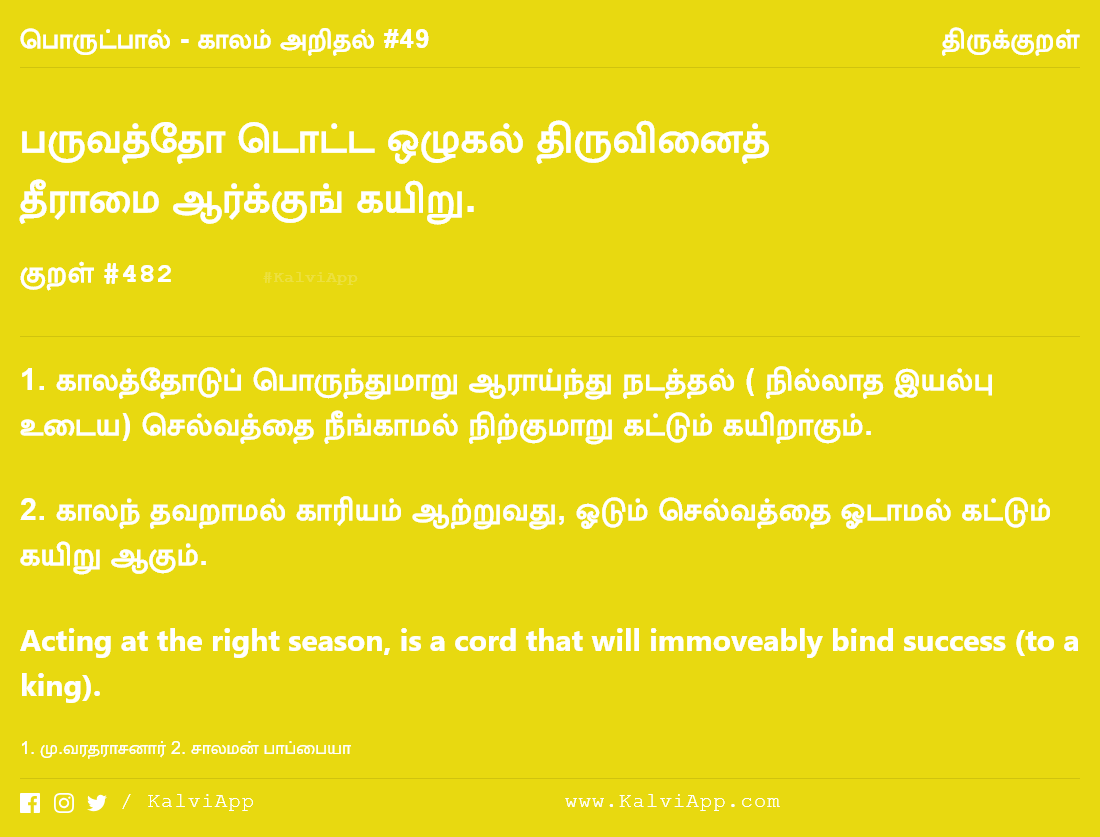 பொருட்பால் - காலம் அறிதல் #49
திருக்குறள்
பருவத்தோ டொட்ட ஒழுகல் திருவினைத்
தீராமை ஆர்க்குங் கயிறு.
குறள் #482
#KalviApp
1. காலத்தோடுப் பொருந்துமாறு ஆராய்ந்து நடத்தல் ( நில்லாத இயல்பு
உடைய) செல்வத்தை நீங்காமல் நிற்குமாறு கட்டும் கயிறாகும்.
2. காலந் தவறாமல் காரியம் ஆற்றுவது, ஓடும் செல்வத்தை ஓடாமல் கட்டும்
கயிறு ஆகும்.
Acting at the right season, is a cord that will immoveably bind success (to a
king).
1. மு.வரதராசனார் 2. சாலமன் பாப்பையா
/ KalviApp
www.KalviApp.com